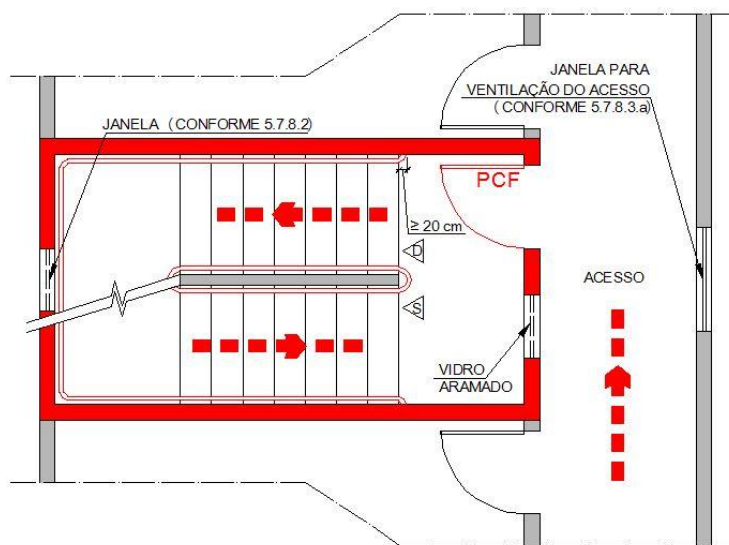 JANELA PARA
VENTILAÇÃO DO ACESSO
( CONFORME 5.7.8.3.a)
JANELA (CONFORME 5.7.8.2)
PCF
≥ 20 cm
D
ACESSO
S
VIDRO
ARAMADO